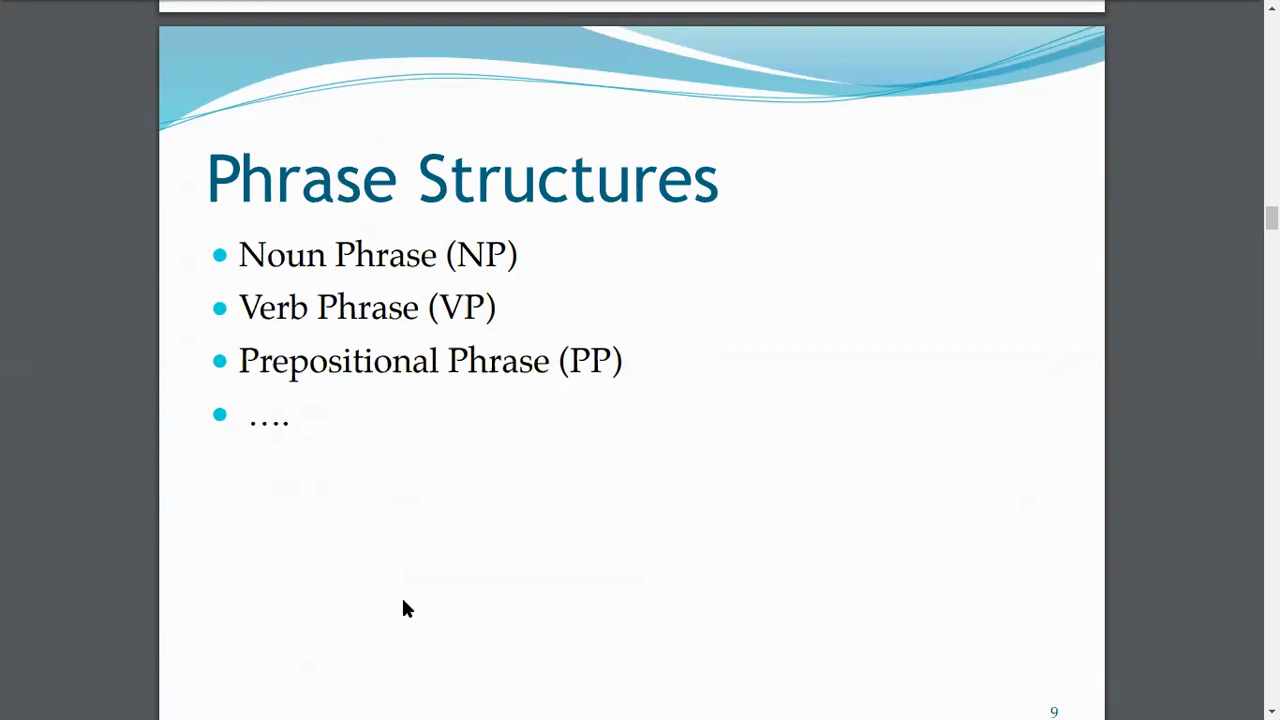 Phrase Structures
• Noun Phrase (NP)
• Verb Phrase (VP)
• Prepositional Phrase (PP)
• ….
9